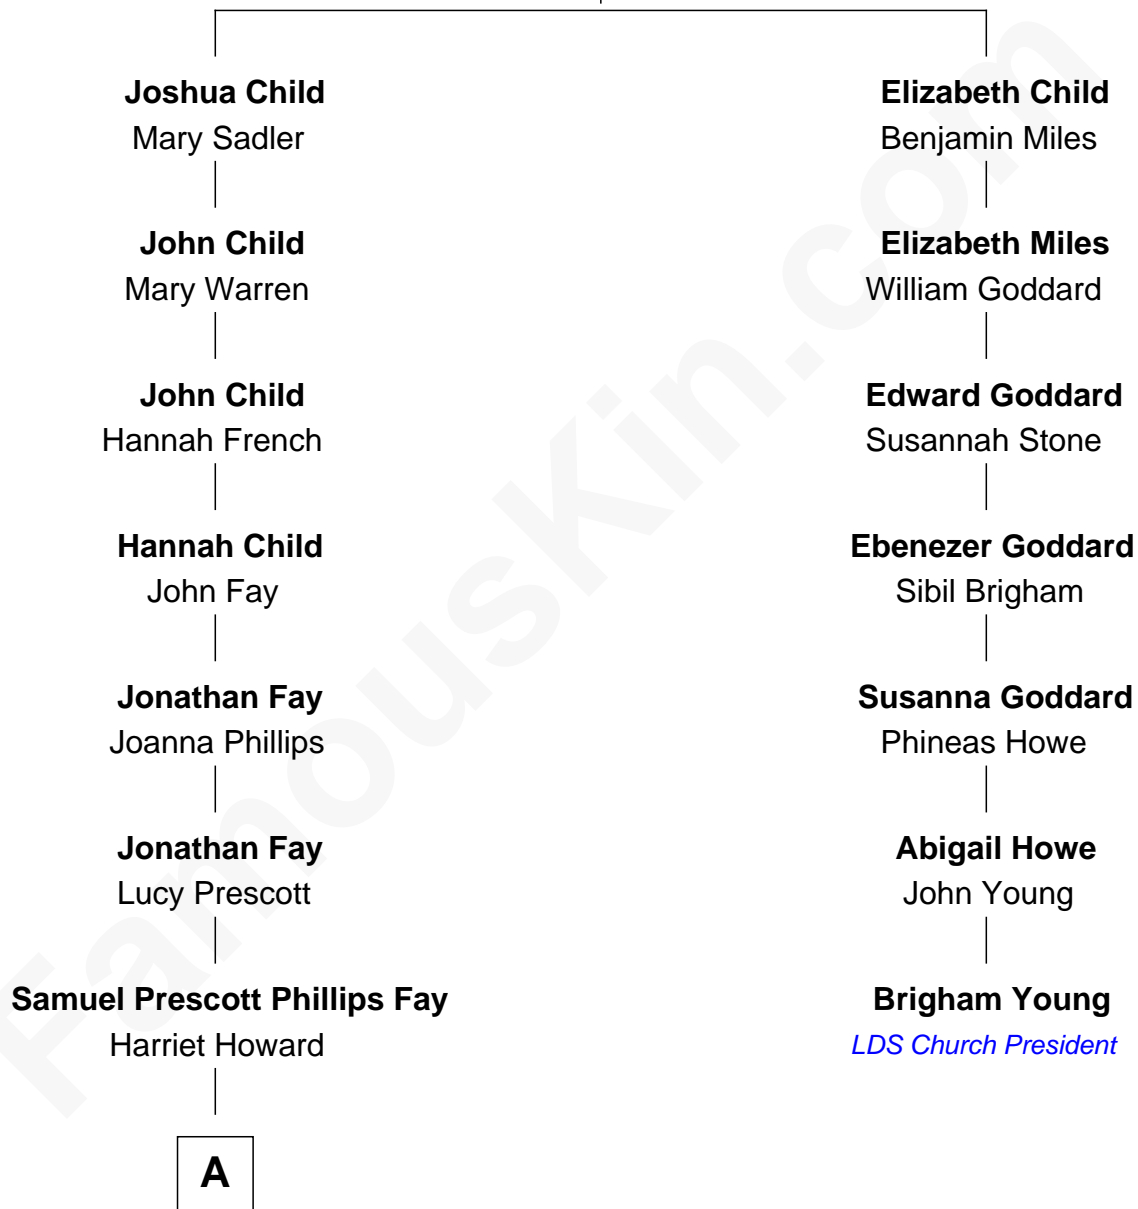 Joshua Child
Mary Sadler
John Child
Mary Warren
John Child
Hannah French
Hannah Child
John Fay
Jonathan Fay
Joanna Phillips
Jonathan Fay
Lucy Prescott
Samuel Prescott Phillips Fay
Harriet Howard
A
Elizabeth Child
Benjamin Miles
Elizabeth Miles
William Goddard
Edward Goddard
Susannah Stone
Ebenezer Goddard
Sibil Brigham
Susanna Goddard
Phineas Howe
Abigail Howe
John Young
Brigham Young
LDS Church President
FamousKin.com